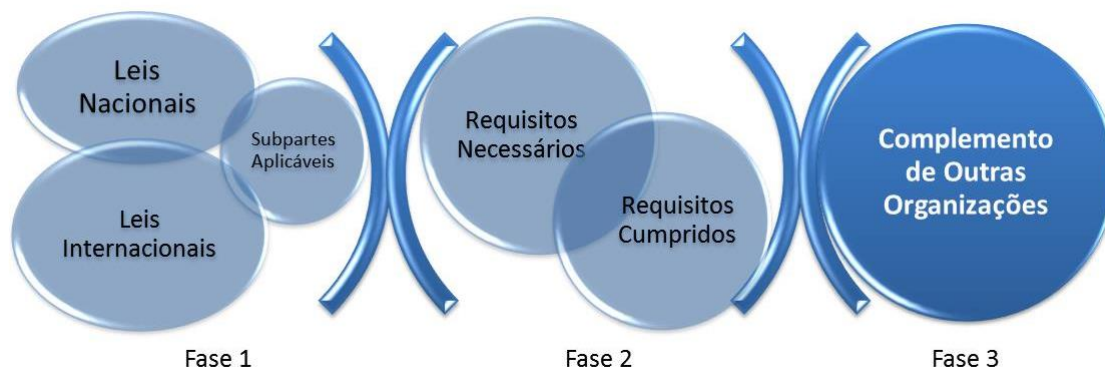 Leis
Nacionais
Subpartes
Aplicáveis
Leis
Internacionais
Requisitos
Necessários
Requisitos
Cumpridos
Complemento
de Outras
Organizações
Fase 1
Fase 2
Fase 3